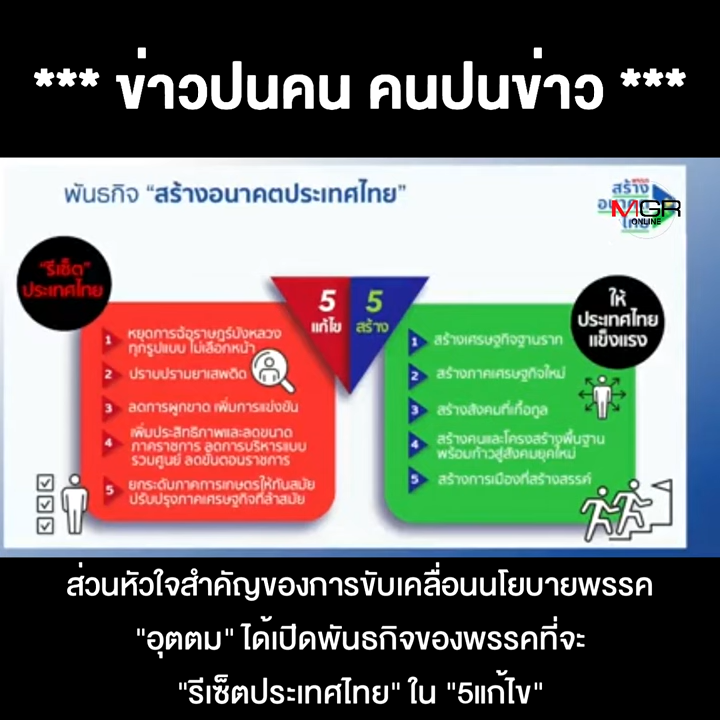 *** ข่าวปนคน คนปนข่าว ***
พันธกิจ "สร้างอนาคตประเทศไทย"
พรรค
สร้าง
อนาคต
ไทย
MGR
ONLINE
"รีเซ็ต"
ประเทศไทย
5
แก้ไข
5
สร้าง
ให้
ประเทศไทย
แข็งแรง
1 หยุดการฉ้อราษฎร์บังหลวง
ทุกรูปแบบ ไม่เลือกหน้า
2 ปราบปรามยาเสพติด
3 ลดการผูกขาด เพิ่มการแข่งขัน
4 เพิ่มประสิทธิภาพและลดขนาด
ภาคราชการ ลดการบริหารแบบ
รวมศูนย์ ลดขั้นตอนราชการ
5 ยกระดับภาคการเกษตรให้ทันสมัย
ปรับปรุงภาคเศรษฐกิจที่ล้าสมัย
1 สร้างเศรษฐกิจฐานราก
2 สร้างภาคเศรษฐกิจใหม่
3 สร้างสังคมที่เกื้อกูล
4 สร้างคนและโครงสร้างพื้นฐาน
พร้อมก้าวสู่สังคมยุคใหม่
5 สร้างการเมืองที่สร้างสรรค์
ส่วนหัวใจสำคัญของการขับเคลื่อนนโยบายพรรค
"อุตตม" ได้เปิดพันธกิจของพรรคที่จะ
"รีเซ็ตประเทศไทย" ใน "5แก้ไข"